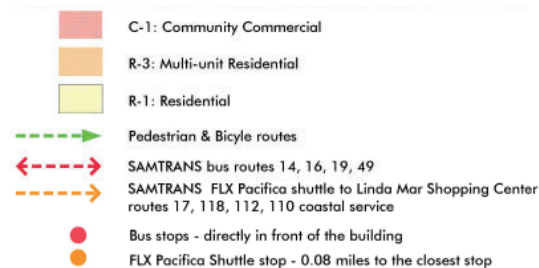 C-1: Community Commercial
R-3: Multi-unit Residential
R-1: Residential
Pedestrian & Bicyle routes
SAMTRANS bus routes 14, 16, 19, 49
SAMTRANS FLX Pacifica shuttle to Linda Mar Shopping Center
routes 17, 118, 112, 110 coastal service
Bus stops - directly in front of the building
FLX Pacifica Shuttle stop - 0.08 miles to the closest stop